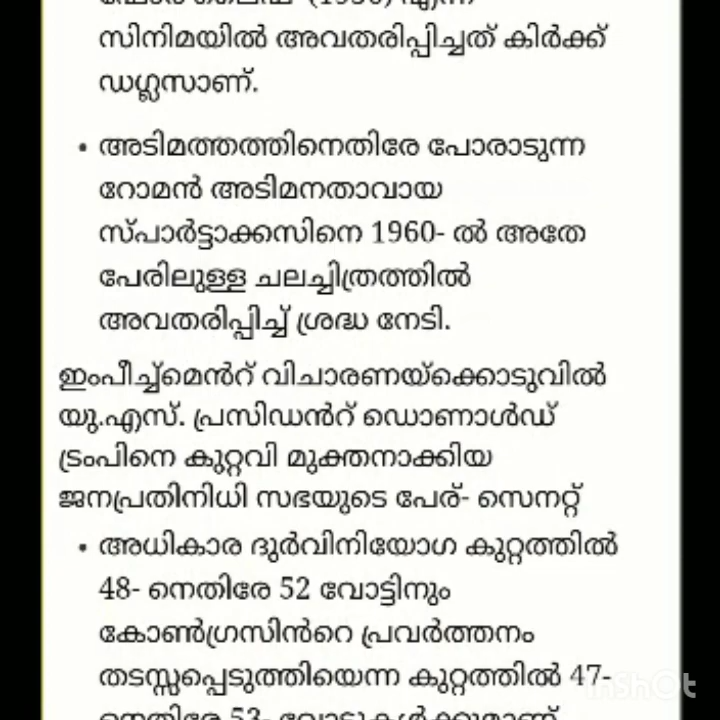 സിനിമയിൽ അവതരിപ്പിച്ചത് കിർക്ക്
ഡഗ്ലസാണ്.
• അടിമത്തത്തിനെതിരേ പോരാടുന്ന
റോമൻ അടിമനതാവായ
സ്പാർട്ടാക്കസിനെ 1960- ൽ അതേ
പേരിലുള്ള ചലച്ചിത്രത്തിൽ
അവതരിപ്പിച്ച് ശ്രദ്ധ നേടി.
ഇംപീച്ച്മെൻറ് വിചാരണയ്ക്കൊടുവിൽ
യു.എസ്. പ്രസിഡൻറ് ഡൊണാൾഡ്
ട്രംപിനെ കുറ്റവി മുക്തനാക്കിയ
ജനപ്രതിനിധി സഭയുടെ പേര്- സെനറ്റ്
• അധികാര ദുർവിനിയോഗ കുറ്റത്തിൽ
48- നെതിരേ 52 വോട്ടിനും
കോൺഗ്രസിൻറെ പ്രവർത്തനം
തടസ്സപ്പെടുത്തിയെന്ന കുറ്റത്തിൽ 47-
InShOt